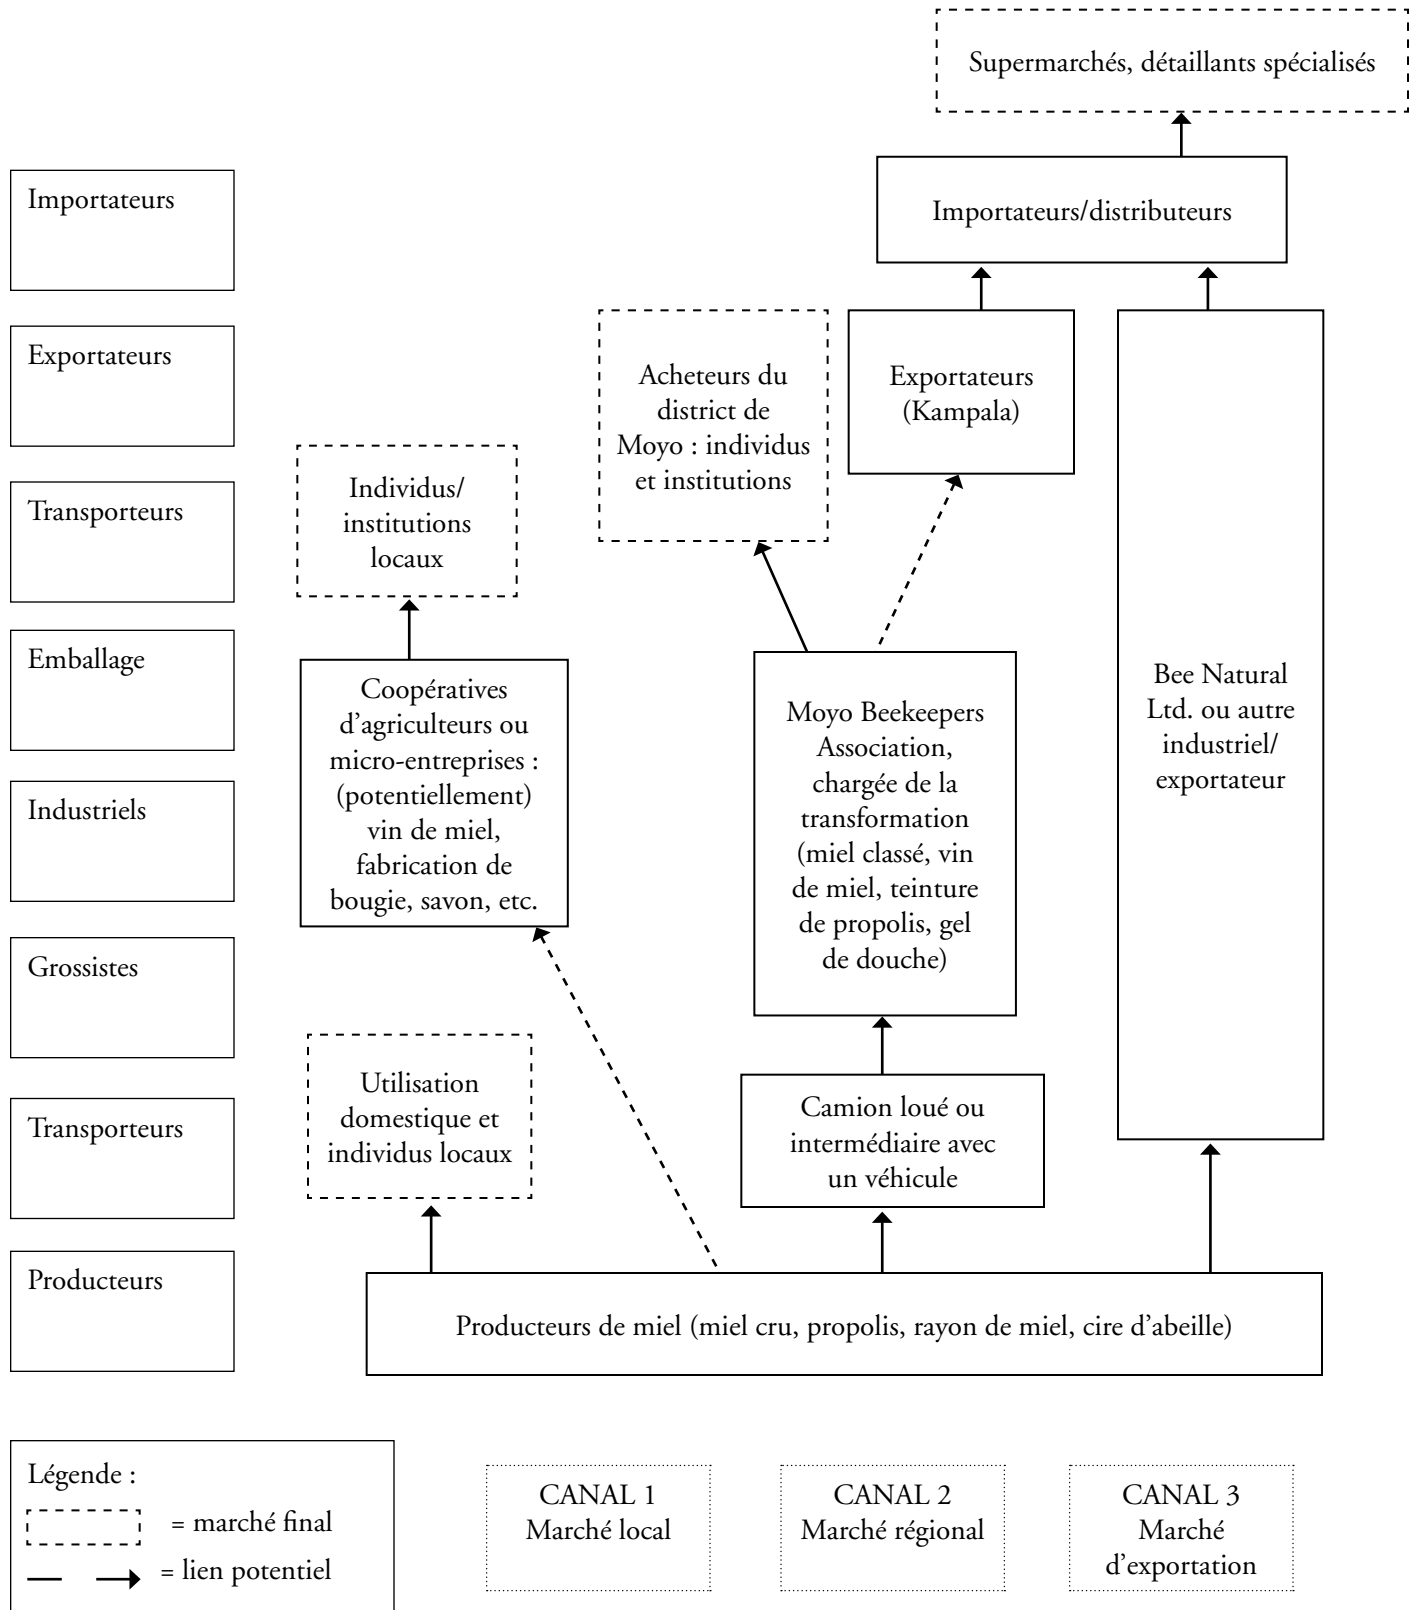 Supermarchés, détaillants spécialisés
Importateurs
Importateurs/distributeurs
Exportateurs
Acheteurs du
district de
Moyo : individus
et institutions
Exportateurs
(Kampala)
Transporteurs
Individus/
institutions
locaux
Emballage
Coopératives
d’agriculteurs ou
micro-entreprises :
(potentiellement)
vin de miel,
fabrication de
bougie, savon, etc.
Moyo Beekeepers
Association,
chargée de la
transformation
(miel classé, vin
de miel, teinture
de propolis, gel
de douche)
Bee Natural
Ltd. ou autre
industriel/
exportateur
Industriels
Grossistes
Utilisation
domestique et
individus locaux
Camion loué ou
intermédiaire avec
un véhicule
Transporteurs
Producteurs
Producteurs de miel (miel cru, propolis, rayon de miel, cire d’abeille)
Légende :
= marché final
= lien potentiel
CANAL 1
Marché local
CANAL 2
Marché régional
CANAL 3
Marché
d’exportation